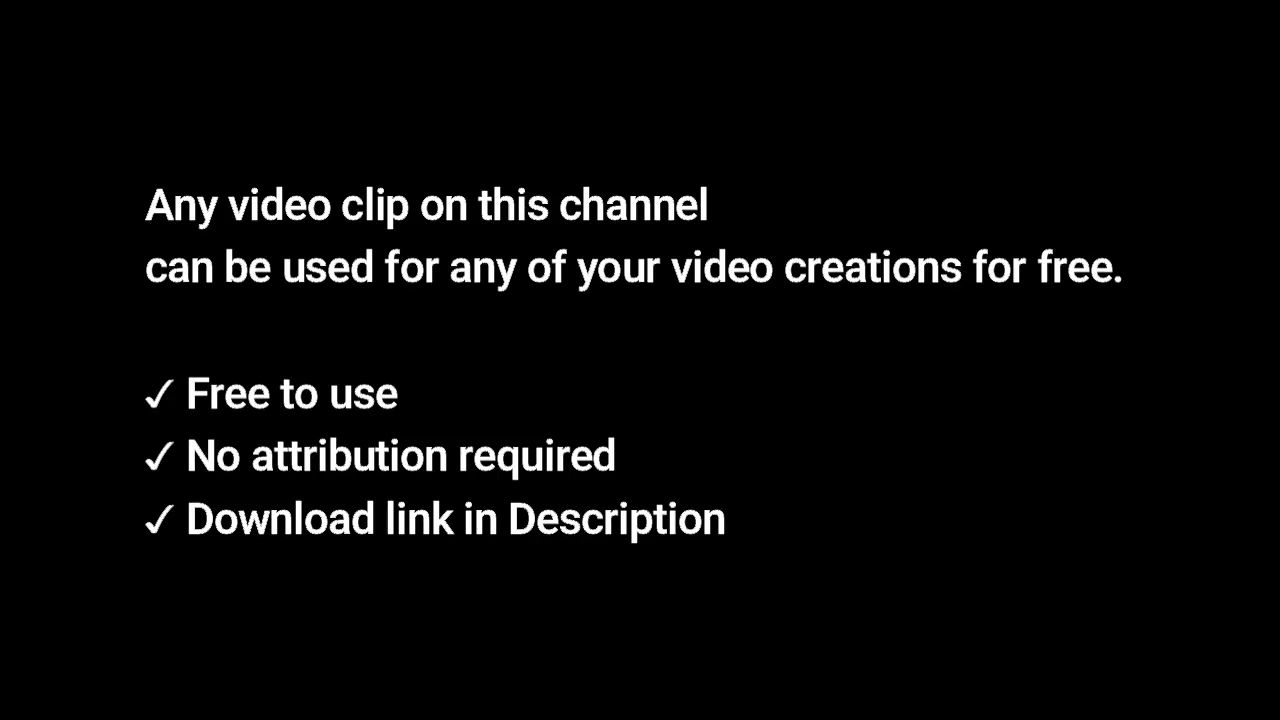 Any video clip on this channel
can be used for any of your video creations for free.
✓ Free to use
✓ No attribution required
✓ Download link in Description